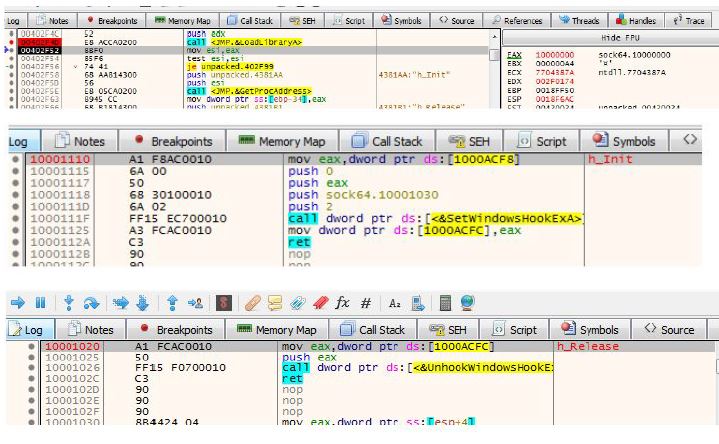 Log Notes Breakpoints Memory Map Call Stack SEH Script Symbols Source References Threads Handles Trace
00402F4C 52 push edx
E8 ACCA0200 call <JMP.&LoadLibraryA>
00402F52 8BF0 mov esi,eax
00402F54 85F6 test esi,esi
00402F56 74 41 je unpacked.402F99
00402F58 68 AA814300 push unpacked.4381AA 4381AA:"h_Init"
00402F5D 56 push esi
00402F5E E8 05CA0200 call <JMP.&GetProcAddress>
00402F63 8945 CC mov dword ptr ss:[ebp-34],eax
00402F66 68 B1814300 push unpacked.4381B1 4381B1:"h_Release"
Hide FPU
EAX 10000000 sock64.10000000
EBX 000000A4 '¤'
ECX 7704387A ntdll.7704387A
EDX 002F0174
EBP 0018FF50
ESP 0018F6AC
EST 00420024 unpacked.00420024
Log Notes Breakpoints Memory Map Call Stack SEH Script Symbols <>
10001110 A1 F8AC0010 mov eax,dword ptr ds:[1000ACF8] h_Init
10001115 6A 00 push 0
10001117 50 push eax
10001118 68 30100010 push sock64.10001030
1000111D 6A 02 push 2
1000111F FF15 EC700010 call dword ptr ds:[<&SetWindowsHookExA>
10001125 A3 FCAC0010 mov dword ptr ds:[1000ACFC],eax
1000112A C3 ret
1000112B 90 nop
1000112C 90 nop
fx # Az
Log Notes Breakpoints Memory Map Call Stack SEH Script Symbols <> Source
10001020 A1 FCAC0010 mov eax,dword ptr ds:[1000ACFC] h_Release
10001025 50 push eax
10001026 FF15 F0700010 call dword ptr ds:[<&UnhookWindowsHookE
1000102C C3 ret
1000102D 90 nop
1000102E 90 nop
1000102F 90 nop
10001030 8B4424 04 mov eax,dword ptr ss:[esp+4]